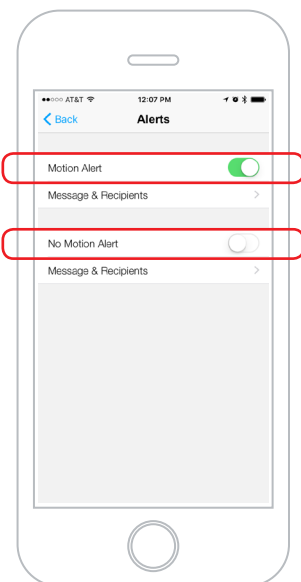 AT&T 12:07 PM
Back Alerts
Motion Alert
Message & Recipients
No Motion Alert
Message & Recipients